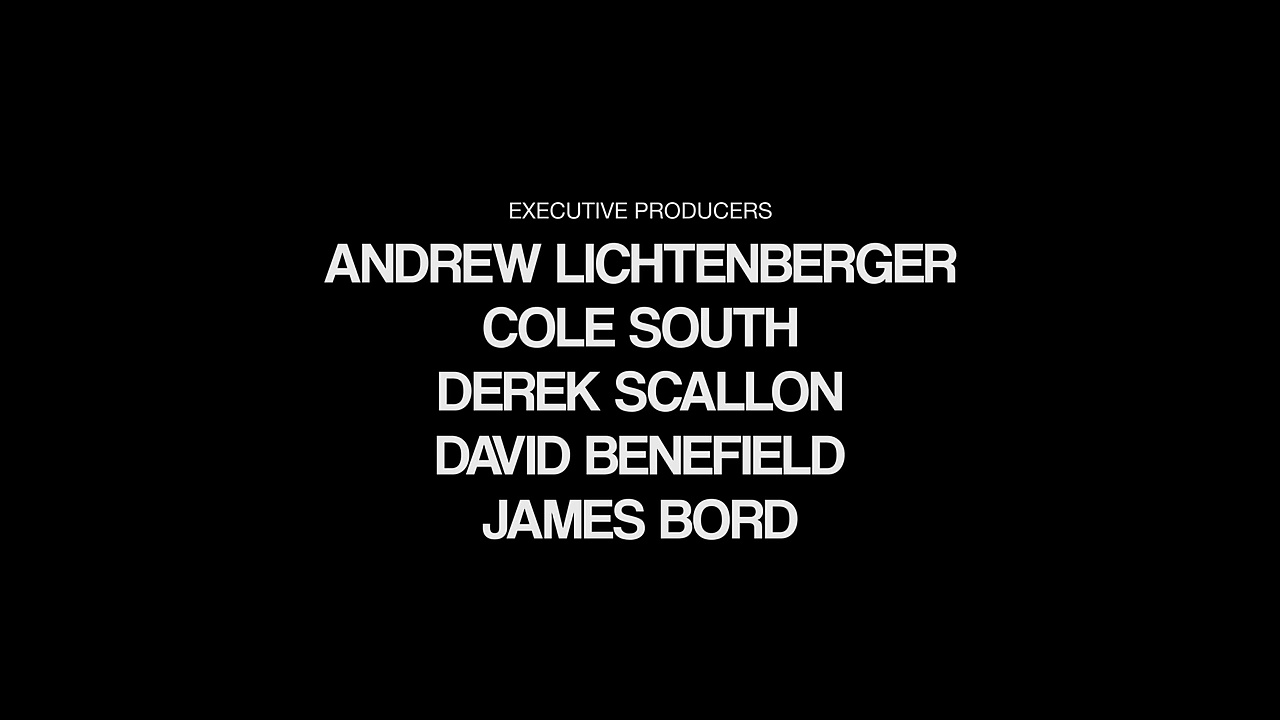 EXECUTIVE PRODUCERS
ANDREW LICHTENBERGER
COLE SOUTH
DEREK SCALLON
DAVID BENEFIELD
JAMES BORD